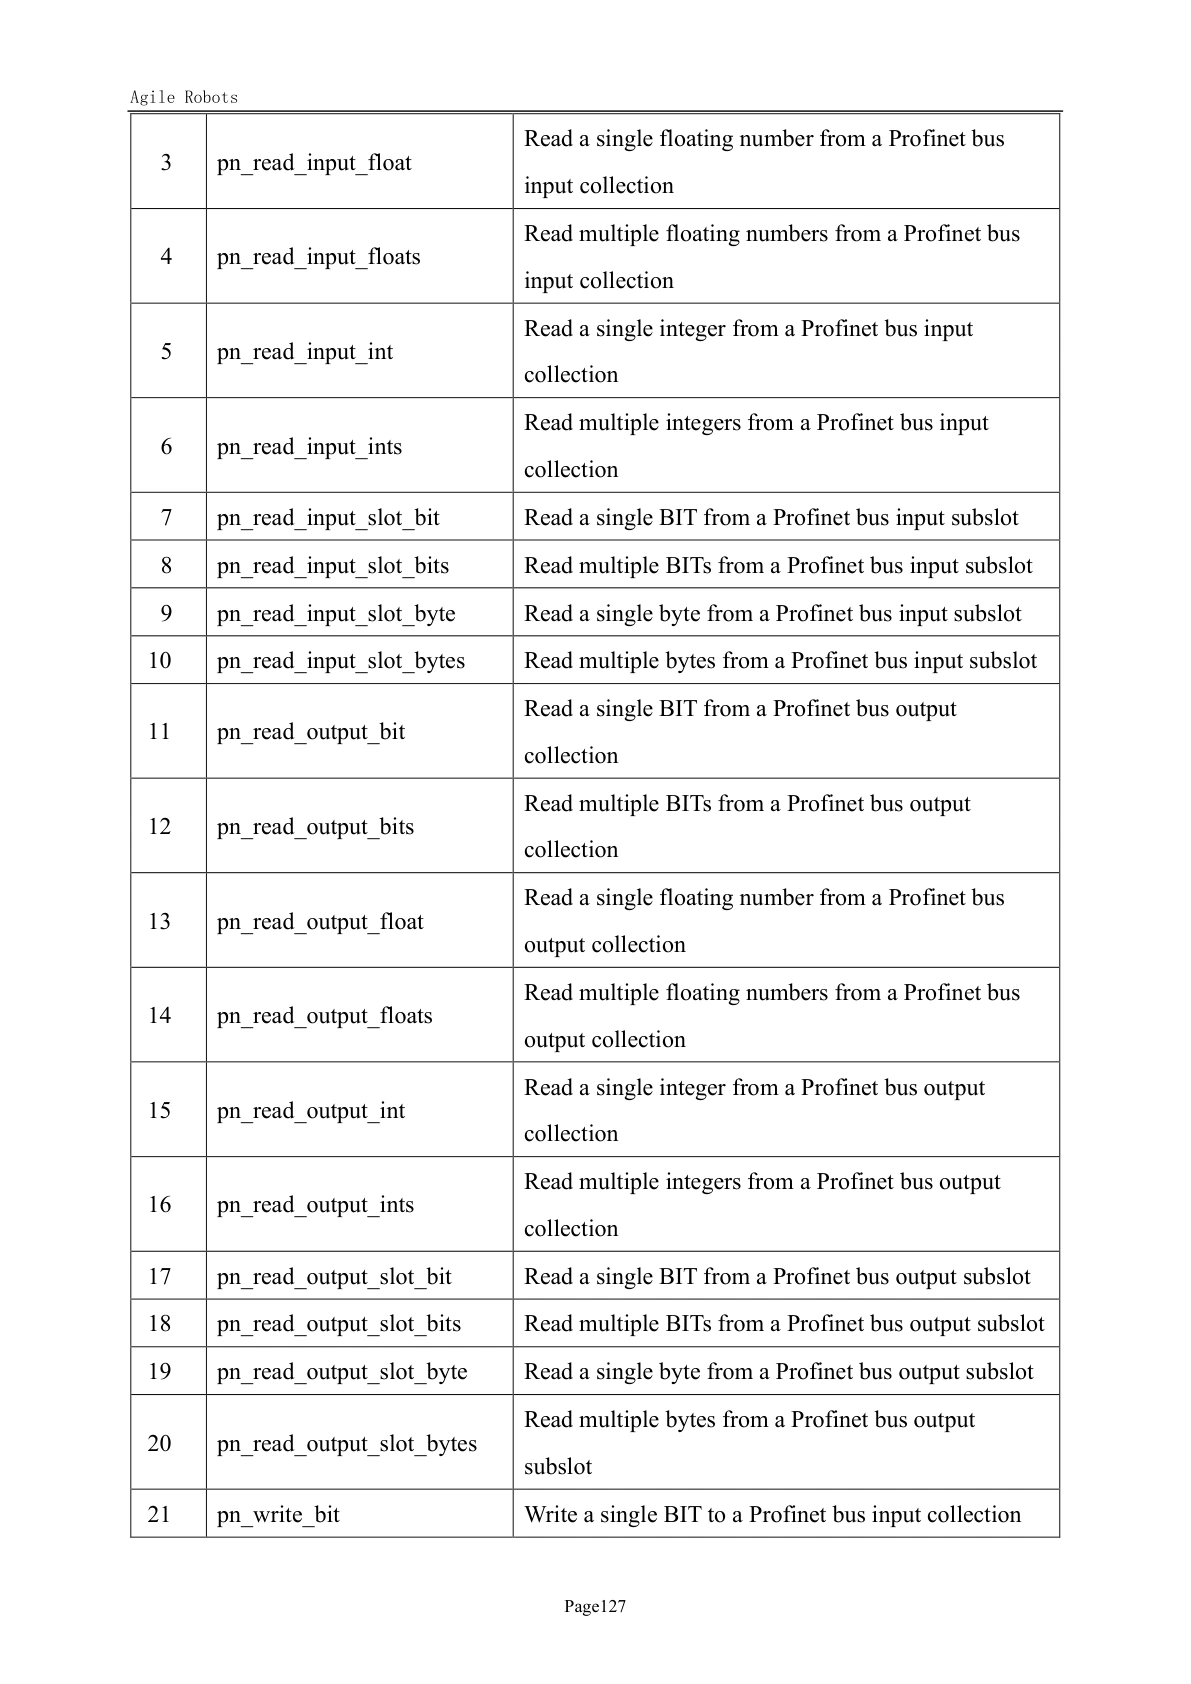 Agile Robots
3 pn_read_input_float Read a single floating number from a Profinet bus
input collection
4 pn_read_input_floats Read multiple floating numbers from a Profinet bus
input collection
5 pn_read_input_int Read a single integer from a Profinet bus input
collection
6 pn_read_input_ints Read multiple integers from a Profinet bus input
collection
7 pn_read_input_slot_bit Read a single BIT from a Profinet bus input subslot
8 pn_read_input_slot_bits Read multiple BITs from a Profinet bus input subslot
9 pn_read_input_slot_byte Read a single byte from a Profinet bus input subslot
10 pn_read_input_slot_bytes Read multiple bytes from a Profinet bus input subslot
11 pn_read_output_bit Read a single BIT from a Profinet bus output
collection
12 pn_read_output_bits Read multiple BITs from a Profinet bus output
collection
13 pn_read_output_float Read a single floating number from a Profinet bus
output collection
14 pn_read_output_floats Read multiple floating numbers from a Profinet bus
output collection
15 pn_read_output_int Read a single integer from a Profinet bus output
collection
16 pn_read_output_ints Read multiple integers from a Profinet bus output
collection
17 pn_read_output_slot_bit Read a single BIT from a Profinet bus output subslot
18 pn_read_output_slot_bits Read multiple BITs from a Profinet bus output subslot
19 pn_read_output_slot_byte Read a single byte from a Profinet bus output subslot
20 pn_read_output_slot_bytes Read multiple bytes from a Profinet bus output
subslot
21 pn_write_bit Write a single BIT to a Profinet bus input collection
Page127